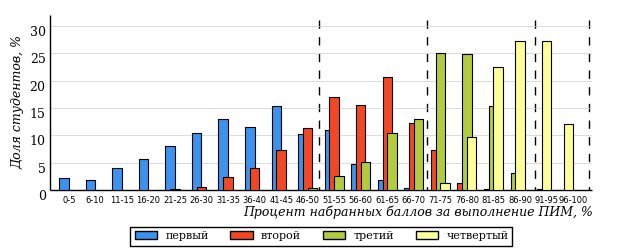 30
25
20
15
10
5
0
Доля студентов, %
0-5 6-10 11-15 16-20 21-25 26-30 31-35 36-40 41-45 46-50 51-55 56-60 61-65 66-70 71-75 76-80 81-85 86-90 91-95 96-100
Процент набранных баллов за выполнение ПИМ, %
первый второй третий четвертый